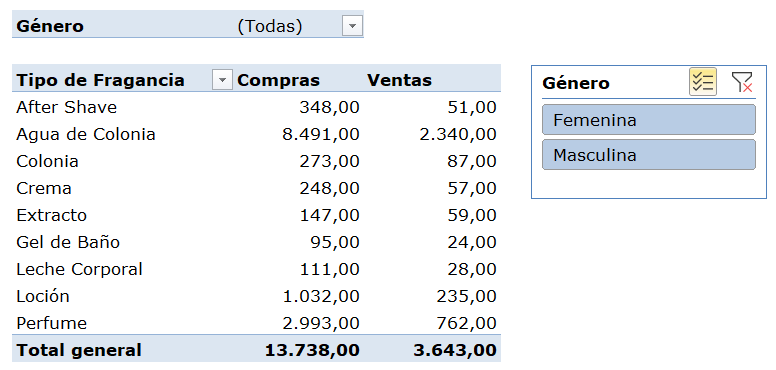 Género (Todas)
Tipo de Fragancia Compras Ventas
After Shave 348,00 51,00
Agua de Colonia 8.491,00 2.340,00
Colonia 273,00 87,00
Crema 248,00 57,00
Extracto 147,00 59,00
Gel de Baño 95,00 24,00
Leche Corporal 111,00 28,00
Loción 1.032,00 235,00
Perfume 2.993,00 762,00
Total general 13.738,00 3.643,00
Género
Femenina
Masculina